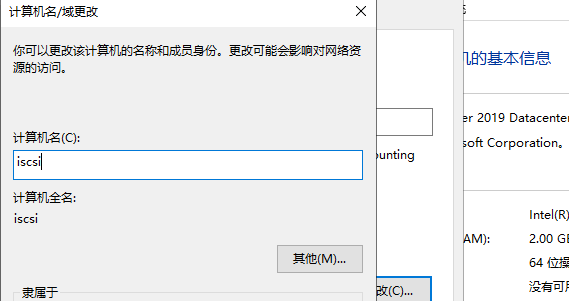 计算机名/域更改
你可以更改该计算机的名称和成员身份。更改可能会影响对网络资
源的访问。
计算机名(C):
iscsi
计算机全名:
iscsi
其他(M)...
隶属于
ounting
改(C)...
机的基本信息
er 2019 Datacenter
soft Corporation。
Intel(R)
AM):
2.00 GE
64 位操
没有可用